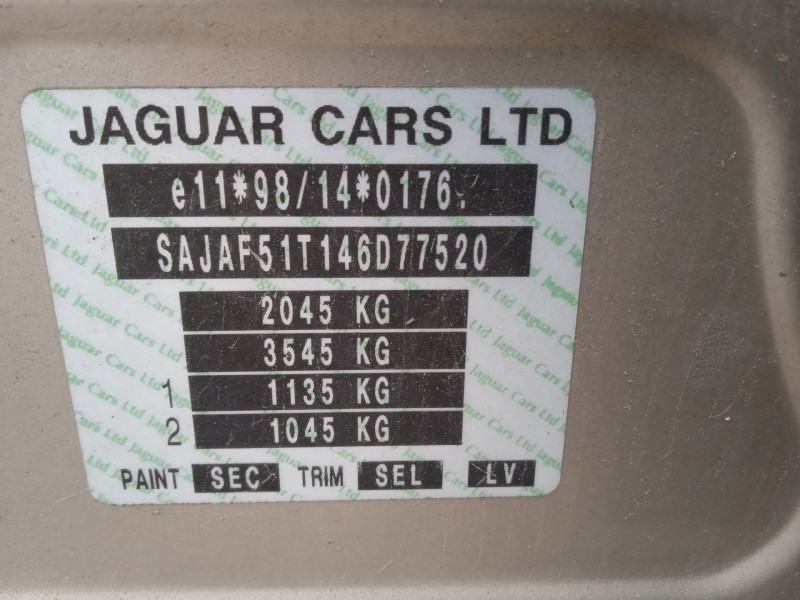 JAGUAR CARS LTD
e11*98/14*0176.
SAJAF51T146D77520
2045 KG
3545 KG
1 1135 KG
2 1045 KG
PAINT SEC TRIM SEL LV